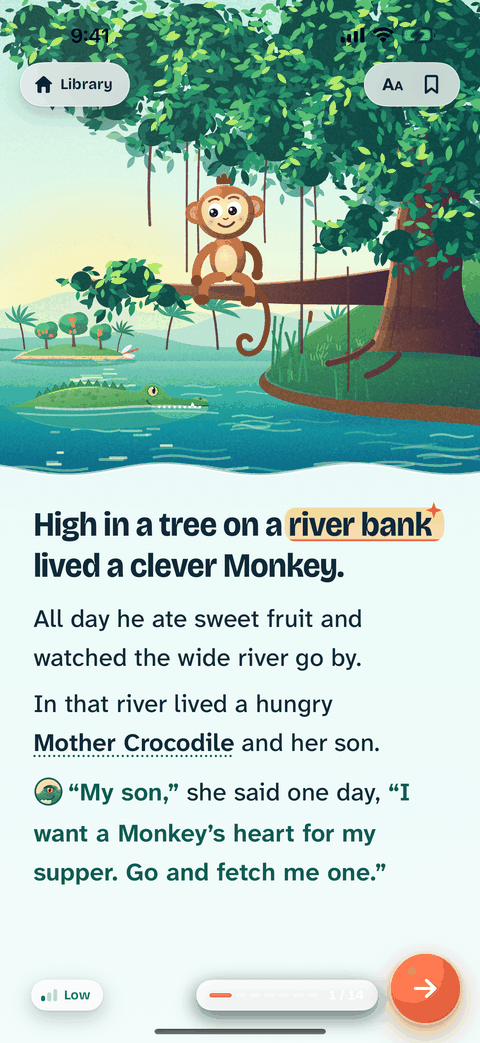 9:41
Library
AA
High in a tree on a river bank
lived a clever Monkey.
All day he ate sweet fruit and
watched the wide river go by.
In that river lived a hungry
Mother Crocodile and her son.
“My son,” she said one day, “I
want a Monkey’s heart for my
supper. Go and fetch me one.”
Low
1 / 14